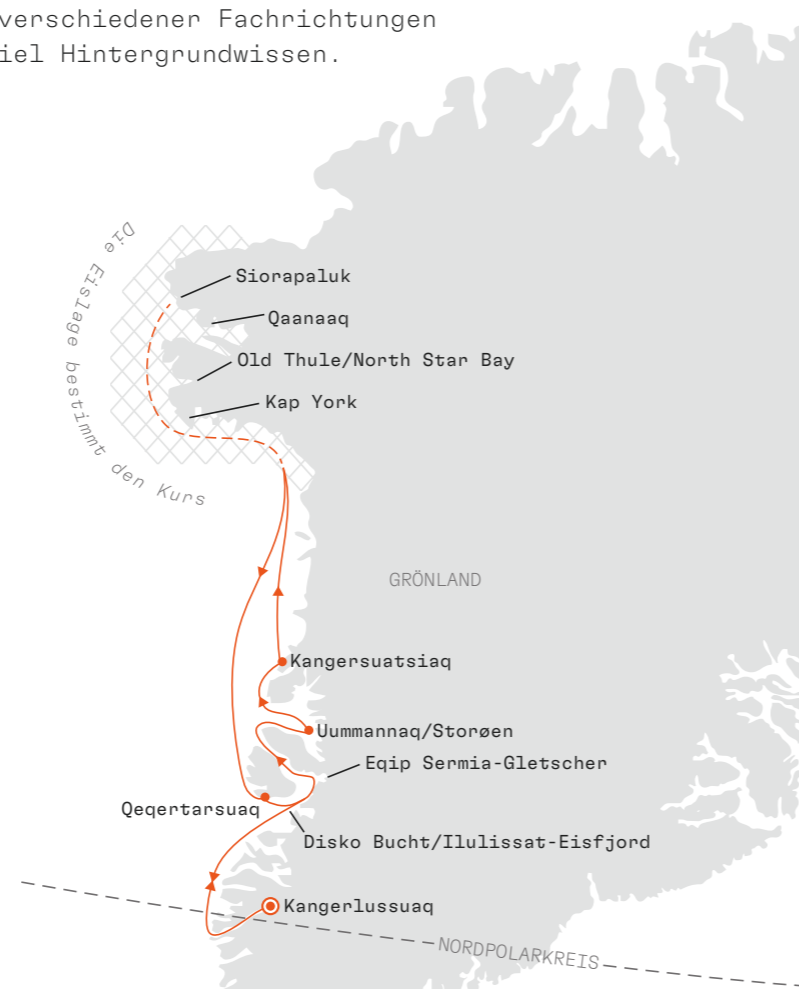 verschiedener Fachrichtungen
iel Hintergrundwissen.
Die Eislage bestimmt den Kurs
Siorapaluk
Qaanaaq
Old Thule/North Star Bay
Kap York
GRÖNLAND
Kangersuatsiaq
Uummannaq/Storøen
Eqip Sermia-Gletscher
Qeqertarsuaq
Disko Bucht/Ilulissat-Eisfjord
Kangerlussuaq
NORDPOLARKREIS